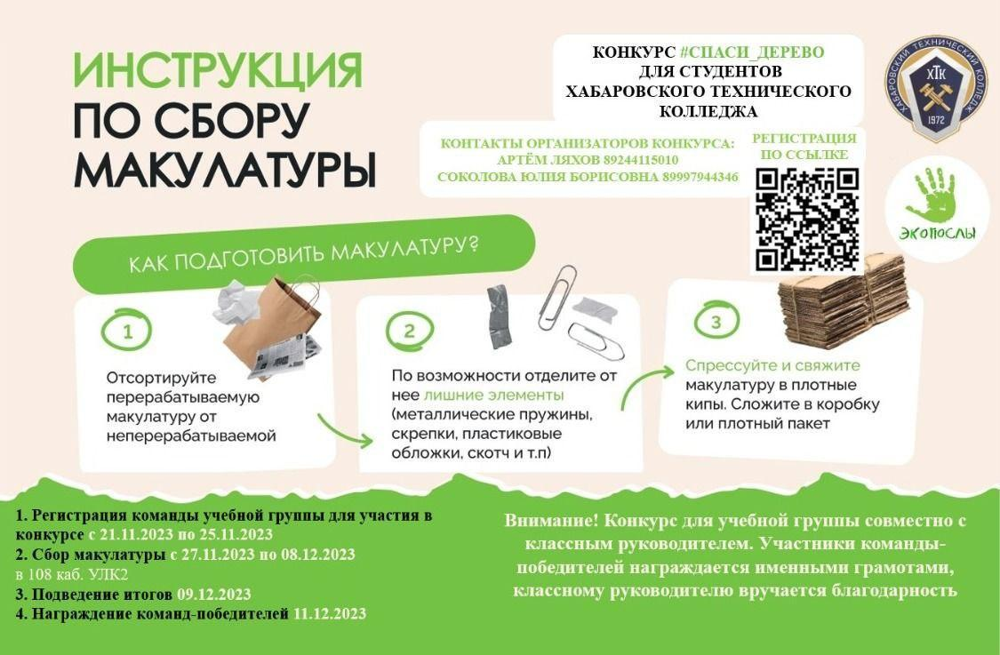 ИНСТРУКЦИЯ
ПО СБОРУ
МАКУЛАТУРЫ
КОНКУРС #СПАСИ_ДЕРЕВО
ДЛЯ СТУДЕНТОВ
ХАБАРОВСКОГО ТЕХНИЧЕСКОГО
КОЛЛЕДЖА
ХАБАРОВСКИЙ ТЕХНИЧЕСКИЙ КОЛЛЕДЖ
ХТК
1972
КОНТАКТЫ ОРГАНИЗАТОРОВ КОНКУРСА:
АРТЁМ ЛЯХОВ 89244115010
СОКОЛОВА ЮЛИЯ БОРИСОВНА 89997944346
РЕГИСТРАЦИЯ
ПО ССЫЛКЕ
ЭКОПОСЛЫ
КАК ПОДГОТОВИТЬ МАКУЛАТУРУ?
1
Отсортируйте
перерабатываемую
макулатуру от
неперерабатываемой
2
По возможности отделите от
нее лишние элементы
(металлические пружины,
скрепки, пластиковые
обложки, скотч и т.п)
3
Спрессуйте и свяжите
макулатуру в плотные
кипы. Сложите в коробку
или плотный пакет
1. Регистрация команды учебной группы для участия в
конкурсе с 21.11.2023 по 25.11.2023
2. Сбор макулатуры с 27.11.2023 по 08.12.2023
в 108 каб. УЛК2
3. Подведение итогов 09.12.2023
4. Награждение команд-победителей 11.12.2023
Внимание! Конкурс для учебной группы совместно с
классным руководителем. Участники команды-
победителей награждается именными грамотами,
классному руководителю вручается благодарность